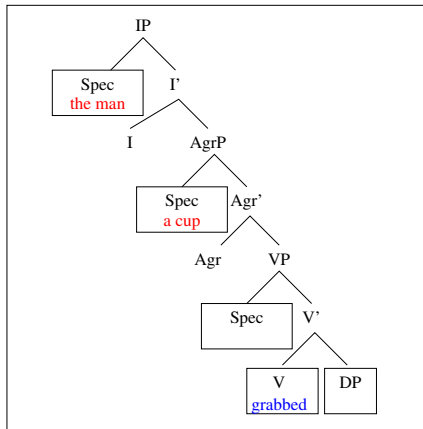 IP
Spec I’
the man
I AgrP
Spec Agr’
a cup
Agr VP
Spec V’
V DP
grabbed